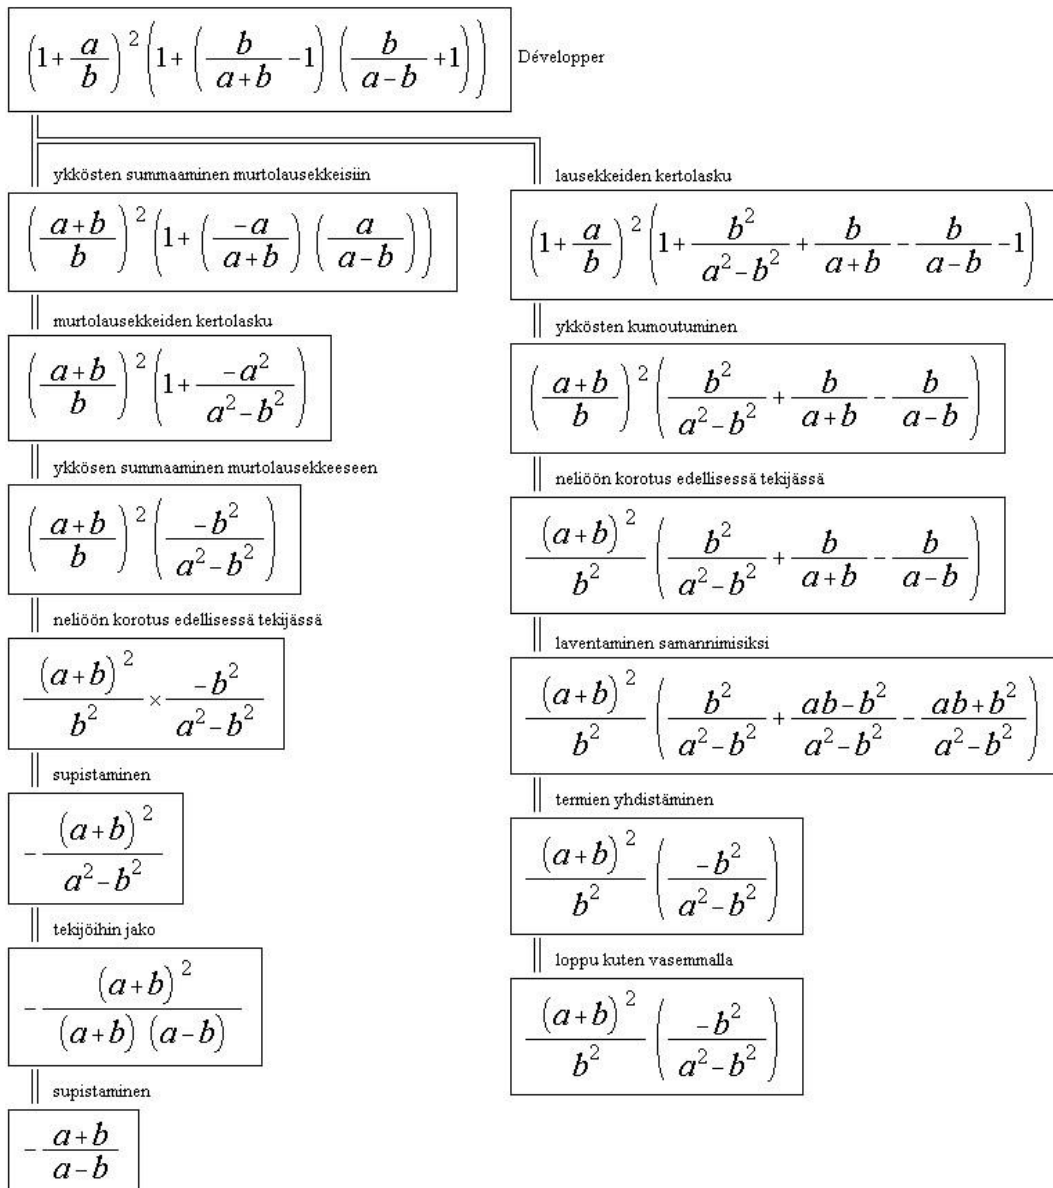 (1+a/b)^2 (1+(b/(a+b)-1)(b/(a-b)+1)) Développer
ykkösten summaaminen murtolausekkeisiin
((a+b)/b)^2 (1+(-a/(a+b))(a/(a-b)))
murtolausekkeiden kertolasku
((a+b)/b)^2 (1+-a^2/(a^2-b^2))
ykkösen summaaminen murtolausekkeeseen
((a+b)/b)^2 (-b^2/(a^2-b^2))
neliöön korotus edellisessä tekijässä
(a+b)^2/b^2 × -b^2/(a^2-b^2)
supistaminen
-(a+b)^2/(a^2-b^2)
tekijöihin jako
-(a+b)^2/((a+b)(a-b))
supistaminen
-(a+b)/(a-b)
lausekkeiden kertolasku
(1+a/b)^2 (1+b^2/(a^2-b^2)+b/(a+b)-b/(a-b)-1)
ykkösten kumoutuminen
((a+b)/b)^2 (b^2/(a^2-b^2)+b/(a+b)-b/(a-b))
neliöön korotus edellisessä tekijässä
(a+b)^2/b^2 (b^2/(a^2-b^2)+b/(a+b)-b/(a-b))
laventaminen samannimisiksi
(a+b)^2/b^2 (b^2/(a^2-b^2)+(ab-b^2)/(a^2-b^2)-(ab+b^2)/(a^2-b^2))
termien yhdistäminen
(a+b)^2/b^2 (-b^2/(a^2-b^2))
loppu kuten vasemmalla
(a+b)^2/b^2 (-b^2/(a^2-b^2))